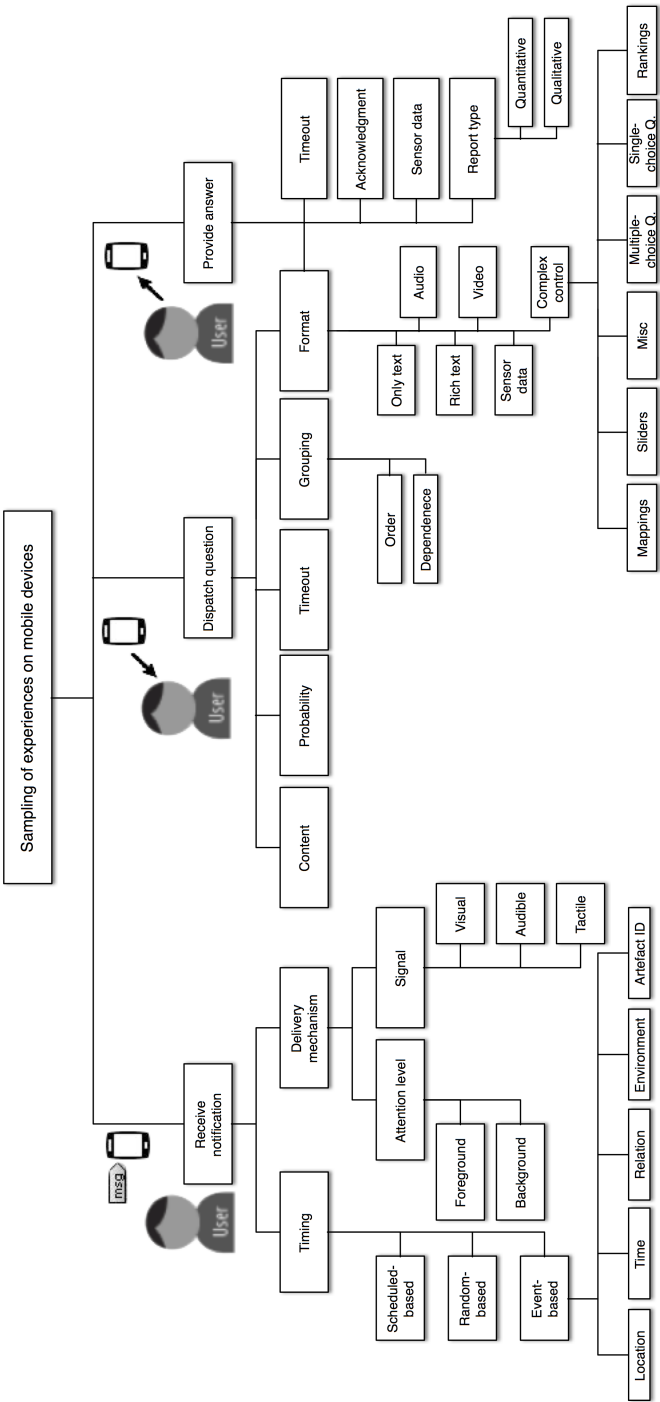 Sampling of experiences on mobile devices
msg
User
User
User
Receive
notification
Dispatch question
Provide answer
Timing
Delivery
mechanism
Content
Probability
Timeout
Grouping
Format
Timeout
Acknowledgment
Sensor data
Report type
Quantitative
Qualitative
Scheduled-
based
Random-
based
Event-
based
Attention level
Signal
Foreground
Background
Visual
Audible
Tactile
Order
Dependenece
Only text
Audio
Rich text
Video
Sensor
data
Complex
control
Location
Time
Relation
Environment
Artefact ID
Mappings
Sliders
Misc
Multiple-
choice Q.
Single-
choice Q.
Rankings